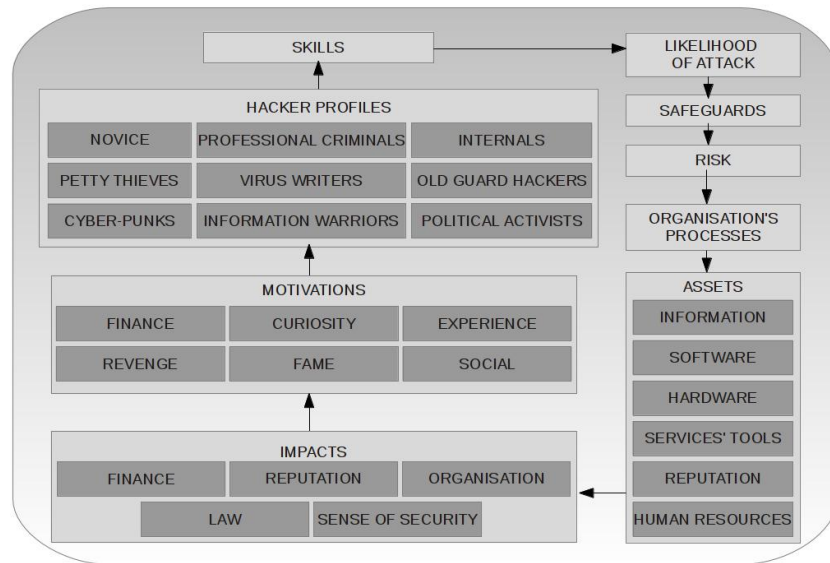 SKILLS
LIKELIHOOD
OF ATTACK
HACKER PROFILES
NOVICE
PROFESSIONAL CRIMINALS
INTERNALS
PETTY THIEVES
VIRUS WRITERS
OLD GUARD HACKERS
CYBER-PUNKS
INFORMATION WARRIORS
POLITICAL ACTIVISTS
SAFEGUARDS
RISK
ORGANISATION'S
PROCESSES
MOTIVATIONS
FINANCE
CURIOSITY
EXPERIENCE
REVENGE
FAME
SOCIAL
ASSETS
INFORMATION
SOFTWARE
HARDWARE
SERVICES' TOOLS
REPUTATION
HUMAN RESOURCES
IMPACTS
FINANCE
REPUTATION
ORGANISATION
LAW
SENSE OF SECURITY